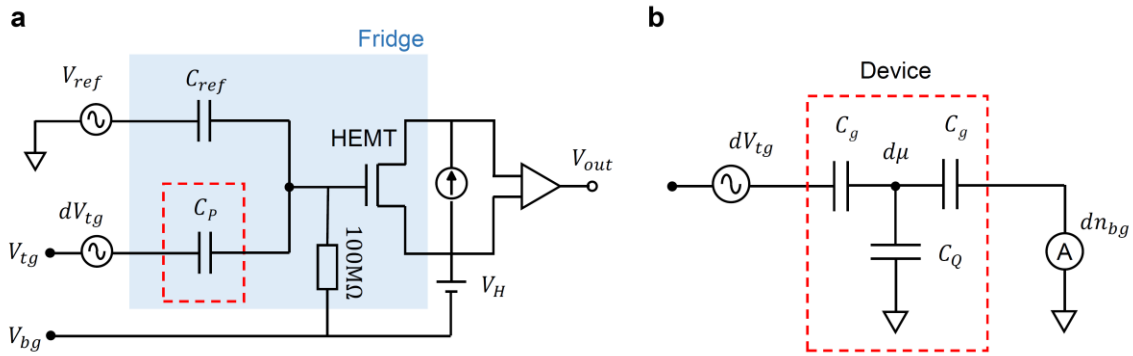 a
Fridge
V_ref
C_ref
HEMT
V_out
dV_tg
C_P
V_tg
100MΩ
V_H
V_bg
b
Device
C_g
C_g
dV_tg
dμ
dn_bg
C_Q
A